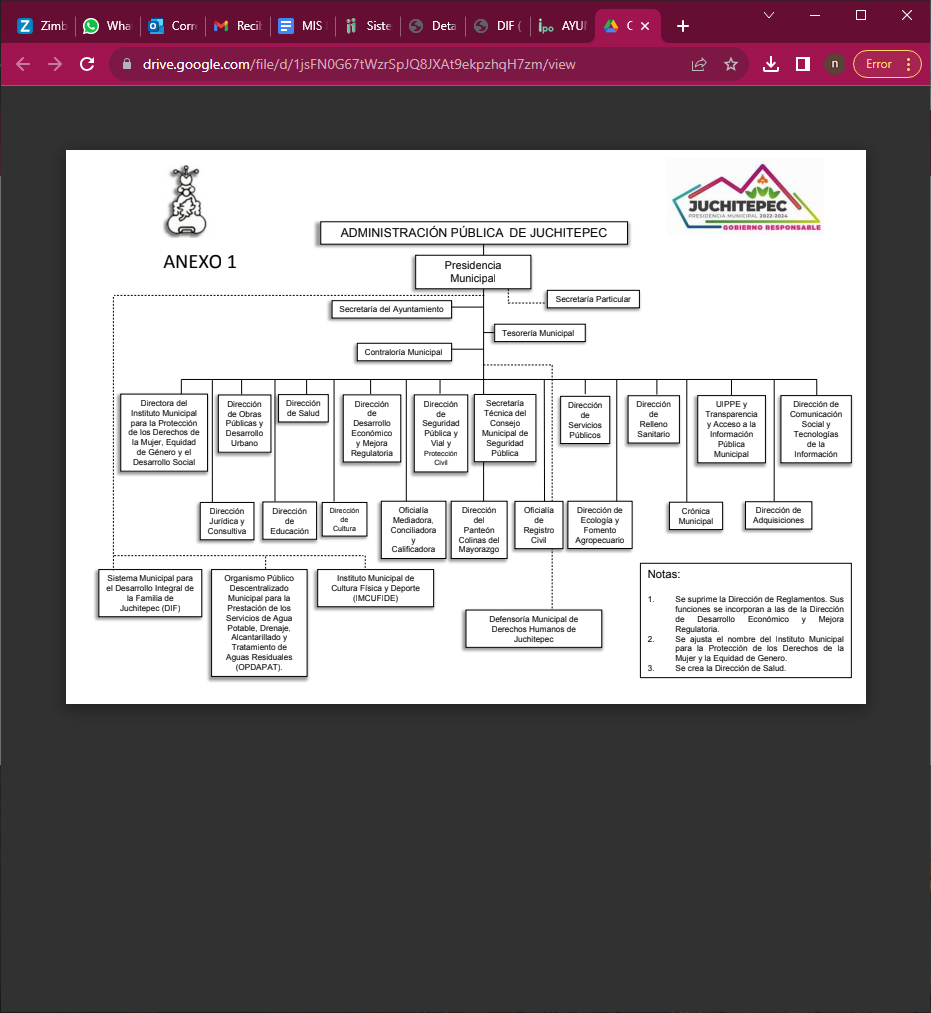 Zimb
Wha
Corr
Recil
MIS
Siste
Deta
DIF (
ipo
AYUI
C
drive.google.com/file/d/1jsFN0G67tWzrSpJQ8JXAt9ekpzhqH7zm/view
n
Error
JUCHITEPEC
PRESIDENCIA MUNICIPAL 2022-2024
GOBIERNO RESPONSABLE
ANEXO 1
ADMINISTRACIÓN PÚBLICA DE JUCHITEPEC
Presidencia
Municipal
Secretaría Particular
Secretaría del Ayuntamiento
Tesorería Municipal
Contraloría Municipal
Directora del
Instituto Municipal
para la Protección
de los Derechos de
la Mujer, Equidad
de Género y el
Desarrollo Social
Dirección
de Obras
Públicas y
Desarrollo
Urbano
Dirección
de Salud
Dirección
de
Desarrollo
Económico
y Mejora
Regulatoria
Dirección
de
Seguridad
Pública y
Vial y
Protección
Civil
Secretaría
Técnica del
Consejo
Municipal de
Seguridad
Pública
Dirección
de
Servicios
Públicos
Dirección
de
Relleno
Sanitario
UIPPE y
Transparencia
y Acceso a la
Información
Pública
Municipal
Dirección de
Comunicación
Social y
Tecnologías
de la
Información
Dirección
Jurídica y
Consultiva
Dirección
de
Educación
Dirección
de
Cultura
Oficialía
Mediadora,
Conciliadora
y
Calificadora
Dirección
del
Panteón
Colinas del
Mayorazgo
Oficialía
de
Registro
Civil
Dirección de
Ecología y
Fomento
Agropecuario
Crónica
Municipal
Dirección de
Adquisiciones
Sistema Municipal para
el Desarrollo Integral de
la Familia de
Juchitepec (DIF)
Organismo Público
Descentralizado
Municipal para la
Prestación de los
Servicios de Agua
Potable, Drenaje,
Alcantarillado y
Tratamiento de
Aguas Residuales
(OPDAPAT).
Instituto Municipal de
Cultura Física y Deporte
(IMCUFIDE)
Defensoría Municipal de
Derechos Humanos de
Juchitepec
Notas:
1. Se suprime la Dirección de Reglamentos. Sus
funciones se incorporan a las de la Dirección
de Desarrollo Económico y Mejora
Regulatoria.
2. Se ajusta el nombre del Instituto Municipal
para la Protección de los Derechos de la
Mujer y la Equidad de Genero.
3. Se crea la Dirección de Salud.